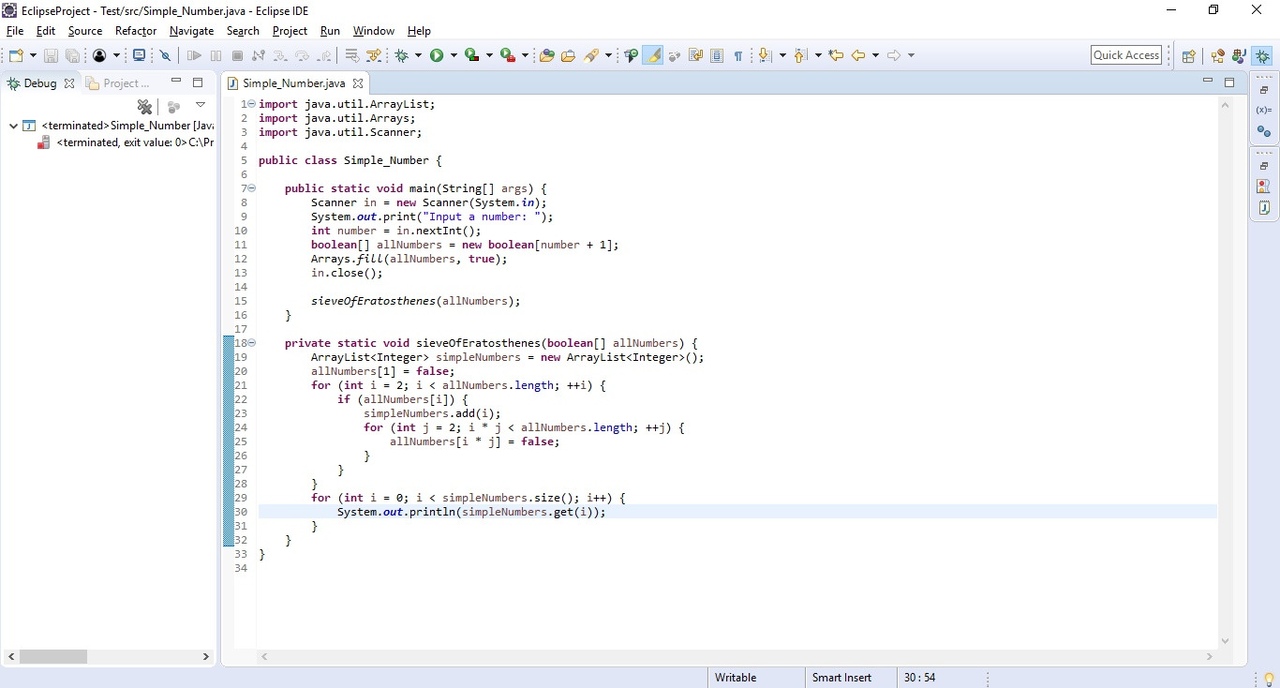 EclipseProject - Test/src/Simple_Number.java - Eclipse IDE
File Edit Source Refactor Navigate Search Project Run Window Help
Quick Access
Debug Project ... Simple_Number.java
<terminated>Simple_Number [Java
<terminated, exit value: 0>C:\Pr
(x)=
1 import java.util.ArrayList;
2 import java.util.Arrays;
3 import java.util.Scanner;
4
5 public class Simple_Number {
6
7     public static void main(String[] args) {
8         Scanner in = new Scanner(System.in);
9         System.out.print("Input a number: ");
10         int number = in.nextInt();
11         boolean[] allNumbers = new boolean[number + 1];
12         Arrays.fill(allNumbers, true);
13         in.close();
14
15         sieveOfEratosthenes(allNumbers);
16     }
17
18     private static void sieveOfEratosthenes(boolean[] allNumbers) {
19         ArrayList<Integer> simpleNumbers = new ArrayList<Integer>();
20         allNumbers[1] = false;
21         for (int i = 2; i < allNumbers.length; ++i) {
22             if (allNumbers[i]) {
23                 simpleNumbers.add(i);
24                 for (int j = 2; i * j < allNumbers.length; ++j) {
25                     allNumbers[i * j] = false;
26                 }
27             }
28         }
29         for (int i = 0; i < simpleNumbers.size(); i++) {
30             System.out.println(simpleNumbers.get(i));
31         }
32     }
33 }
34
Writable Smart Insert 30 : 54